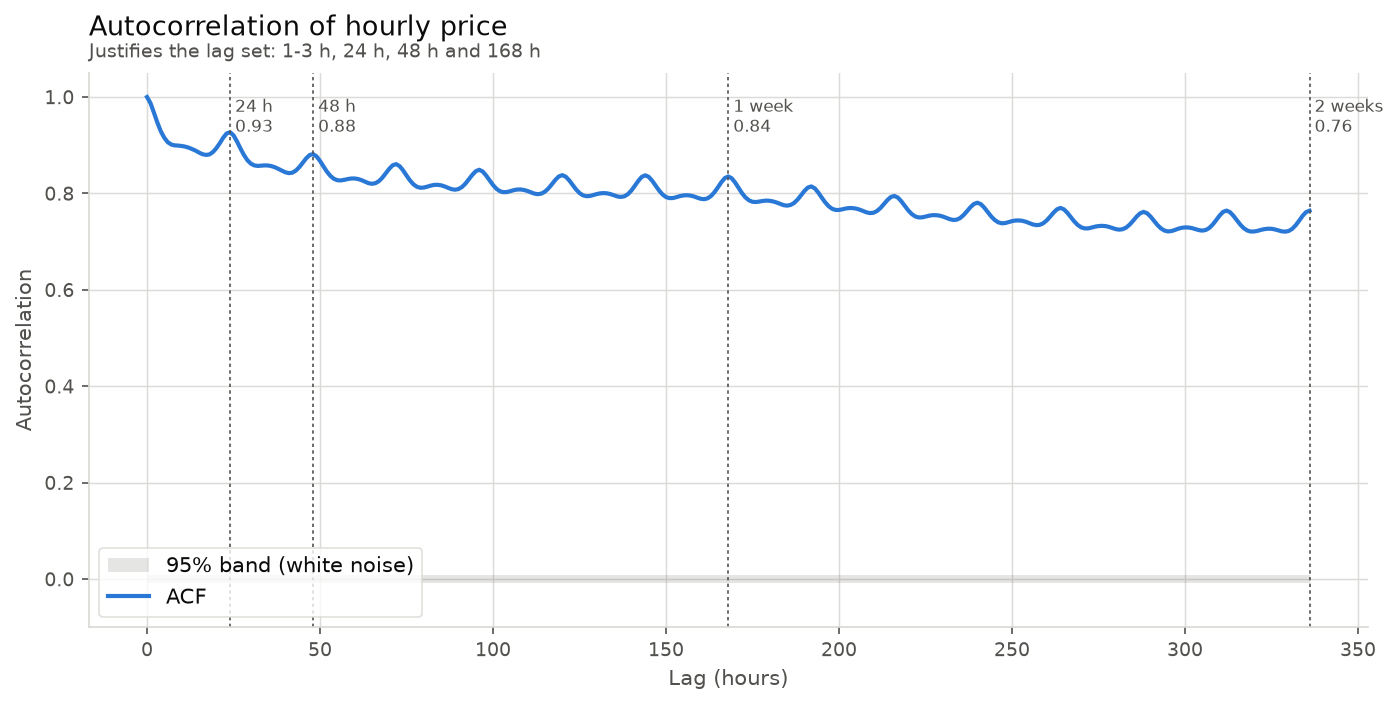 Autocorrelation of hourly price
Justifies the lag set: 1-3 h, 24 h, 48 h and 168 h
24 h
0.93
48 h
0.88
1 week
0.84
2 weeks
0.76
1.0
0.8
0.6
0.4
0.2
0.0
Autocorrelation
95% band (white noise)
ACF
0
50
100
150
200
250
300
350
Lag (hours)